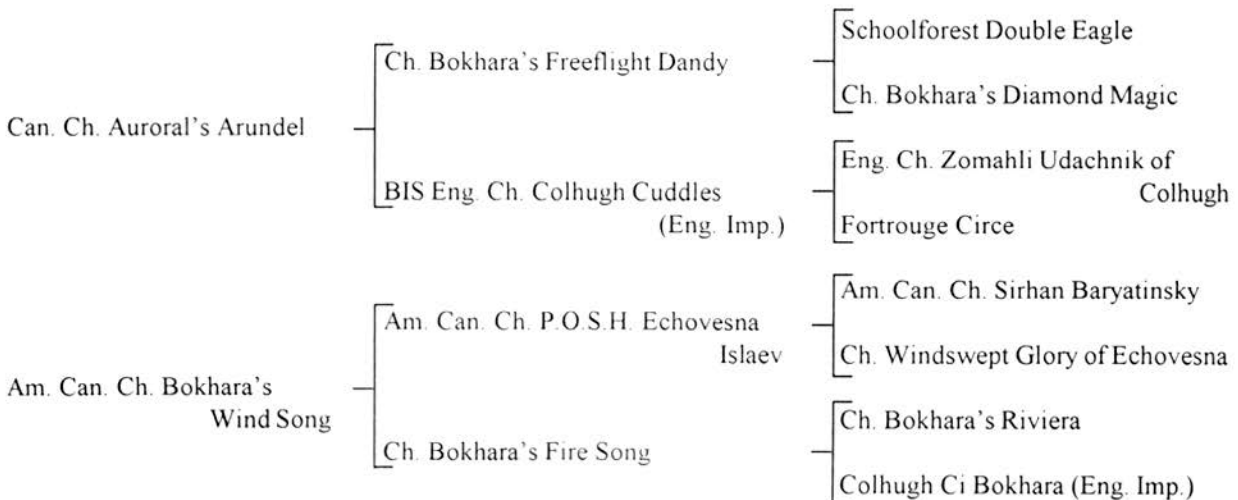 Schoolforest Double Eagle
Ch. Bokhara's Freeflight Dandy
Ch. Bokhara's Diamond Magic
Can. Ch. Auroral's Arundel
Eng. Ch. Zomahli Udachnik of
Colhugh
BIS Eng. Ch. Colhugh Cuddles
(Eng. Imp.)
Fortrouge Circe
Am. Can. Ch. Sirhan Baryatinsky
Am. Can. Ch. P.O.S.H. Echovesna
Islaev
Ch. Windswept Glory of Echovesna
Am. Can. Ch. Bokhara's
Wind Song
Ch. Bokhara's Riviera
Ch. Bokhara's Fire Song
Colhugh Ci Bokhara (Eng. Imp.)